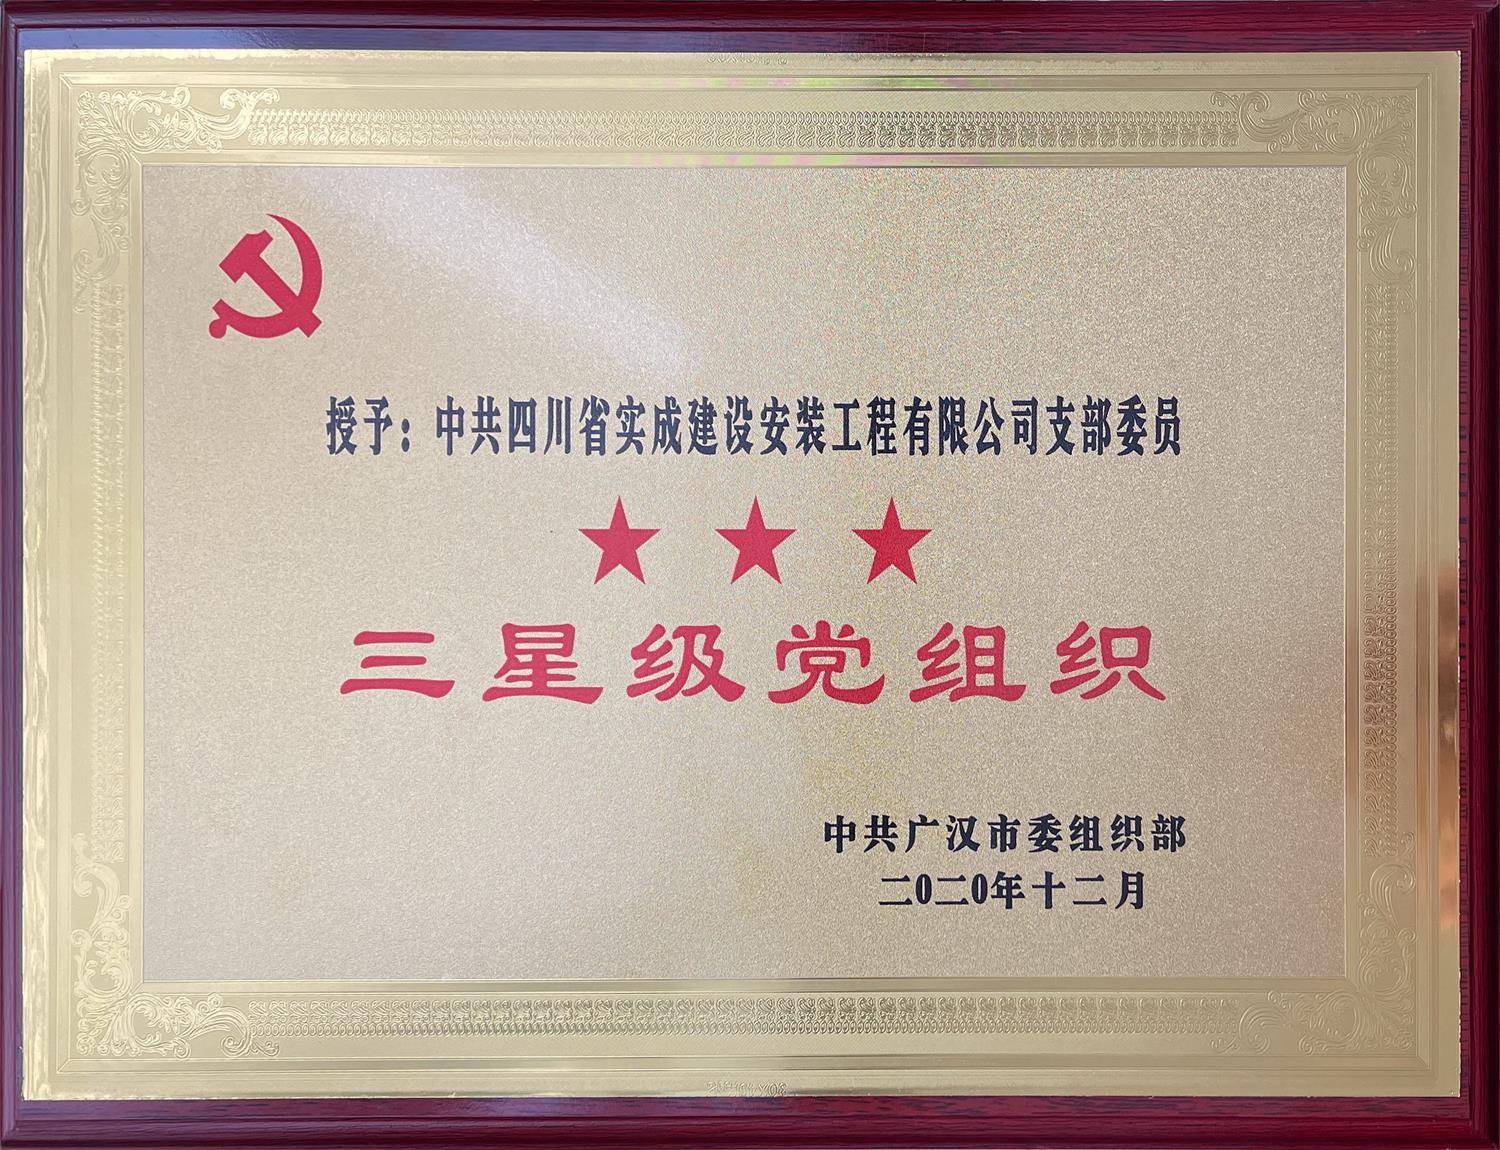 授予：中共四川省实成建设安装工程有限公司支部委员
三星级党组织
中共广汉市委组织部
二0二0年十二月